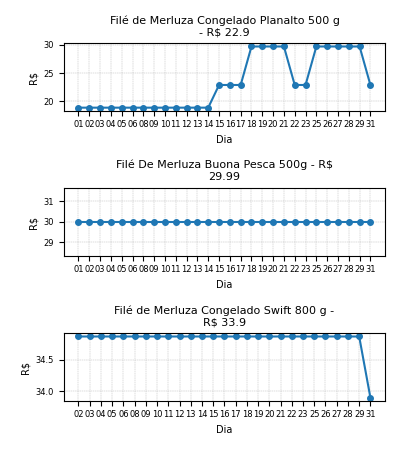 Filé de Merluza Congelado Planalto 500 g
- R$ 22.9
30
25
20
R$
01 02 03 04 05 06 08 09 10 11 12 13 14 15 16 17 18 19 20 21 22 23 25 26 27 28 29 31
Dia
Filé De Merluza Buona Pesca 500g - R$
29.99
31
30
29
R$
01 02 03 04 05 06 08 09 10 11 12 13 14 15 16 17 18 19 20 21 22 23 25 26 27 28 29 31
Dia
Filé de Merluza Congelado Swift 800 g -
R$ 33.9
34.5
34.0
R$
02 03 04 05 06 08 09 10 11 12 13 14 15 16 17 18 19 20 21 22 23 25 26 27 28 29 31
Dia